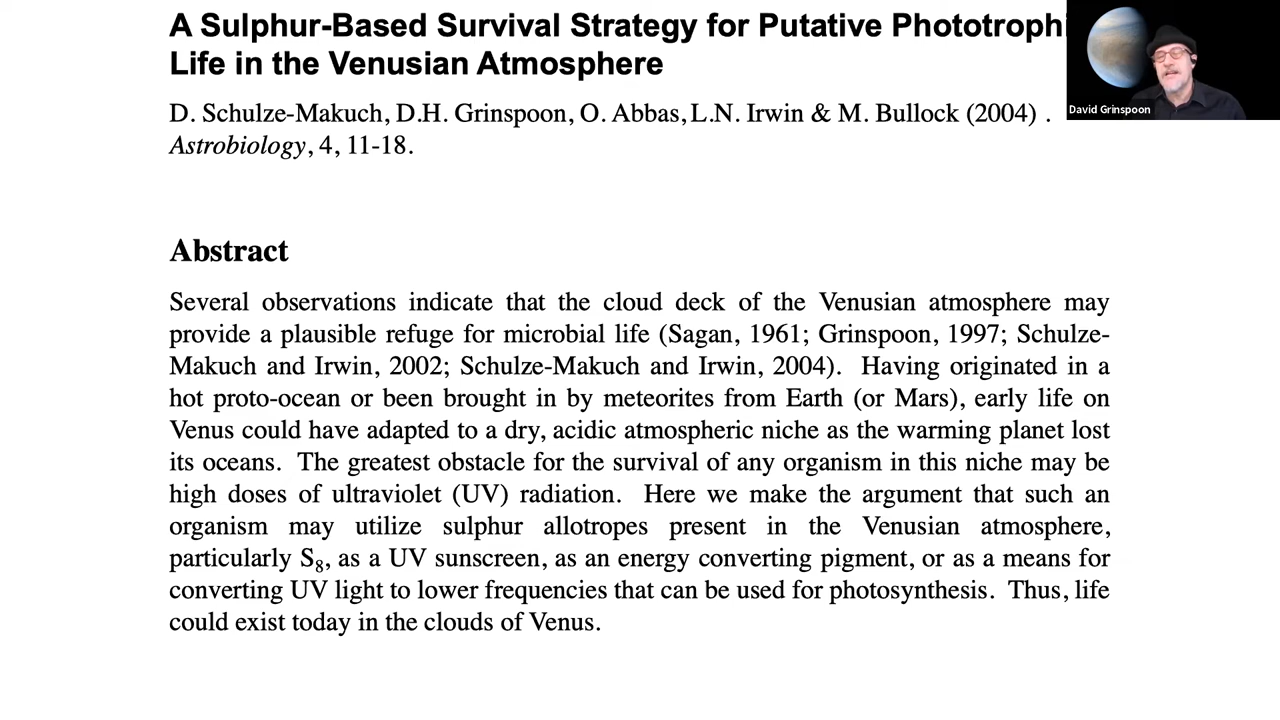 A Sulphur-Based Survival Strategy for Putative Phototrophi
Life in the Venusian Atmosphere
D. Schulze-Makuch, D.H. Grinspoon, O. Abbas, L.N. Irwin & M. Bullock (2004) .
Astrobiology, 4, 11-18.
David Grinspoon
Abstract
Several observations indicate that the cloud deck of the Venusian atmosphere may
provide a plausible refuge for microbial life (Sagan, 1961; Grinspoon, 1997; Schulze-
Makuch and Irwin, 2002; Schulze-Makuch and Irwin, 2004). Having originated in a
hot proto-ocean or been brought in by meteorites from Earth (or Mars), early life on
Venus could have adapted to a dry, acidic atmospheric niche as the warming planet lost
its oceans. The greatest obstacle for the survival of any organism in this niche may be
high doses of ultraviolet (UV) radiation. Here we make the argument that such an
organism may utilize sulphur allotropes present in the Venusian atmosphere,
particularly S₈, as a UV sunscreen, as an energy converting pigment, or as a means for
converting UV light to lower frequencies that can be used for photosynthesis. Thus, life
could exist today in the clouds of Venus.